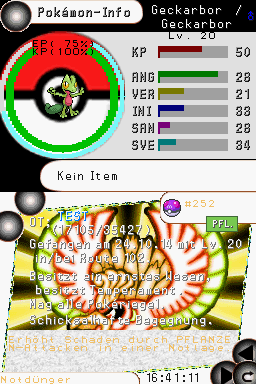 Pokémon-Info
Geckarbor /
Geckarbor
Lv. 20
EP( 75%)
KP(100%)
KP 50
ANG 28
VER 21
INI 33
SAN 28
SVE 34
Kein Item
#252
OT TEST
(17105/35427)
PFL.
Gefangen am 24.10.14 mit Lv. 20
in/bei Route 102.
Besitzt ein ernstes Wesen,
besitzt Temperament.
Mag alle Pokériegel.
Schicksalhafte Begegnung.
Erhöht Schaden durch PFLANZE-
Attacken in einer Notlage.
Notdünger
16:41:11